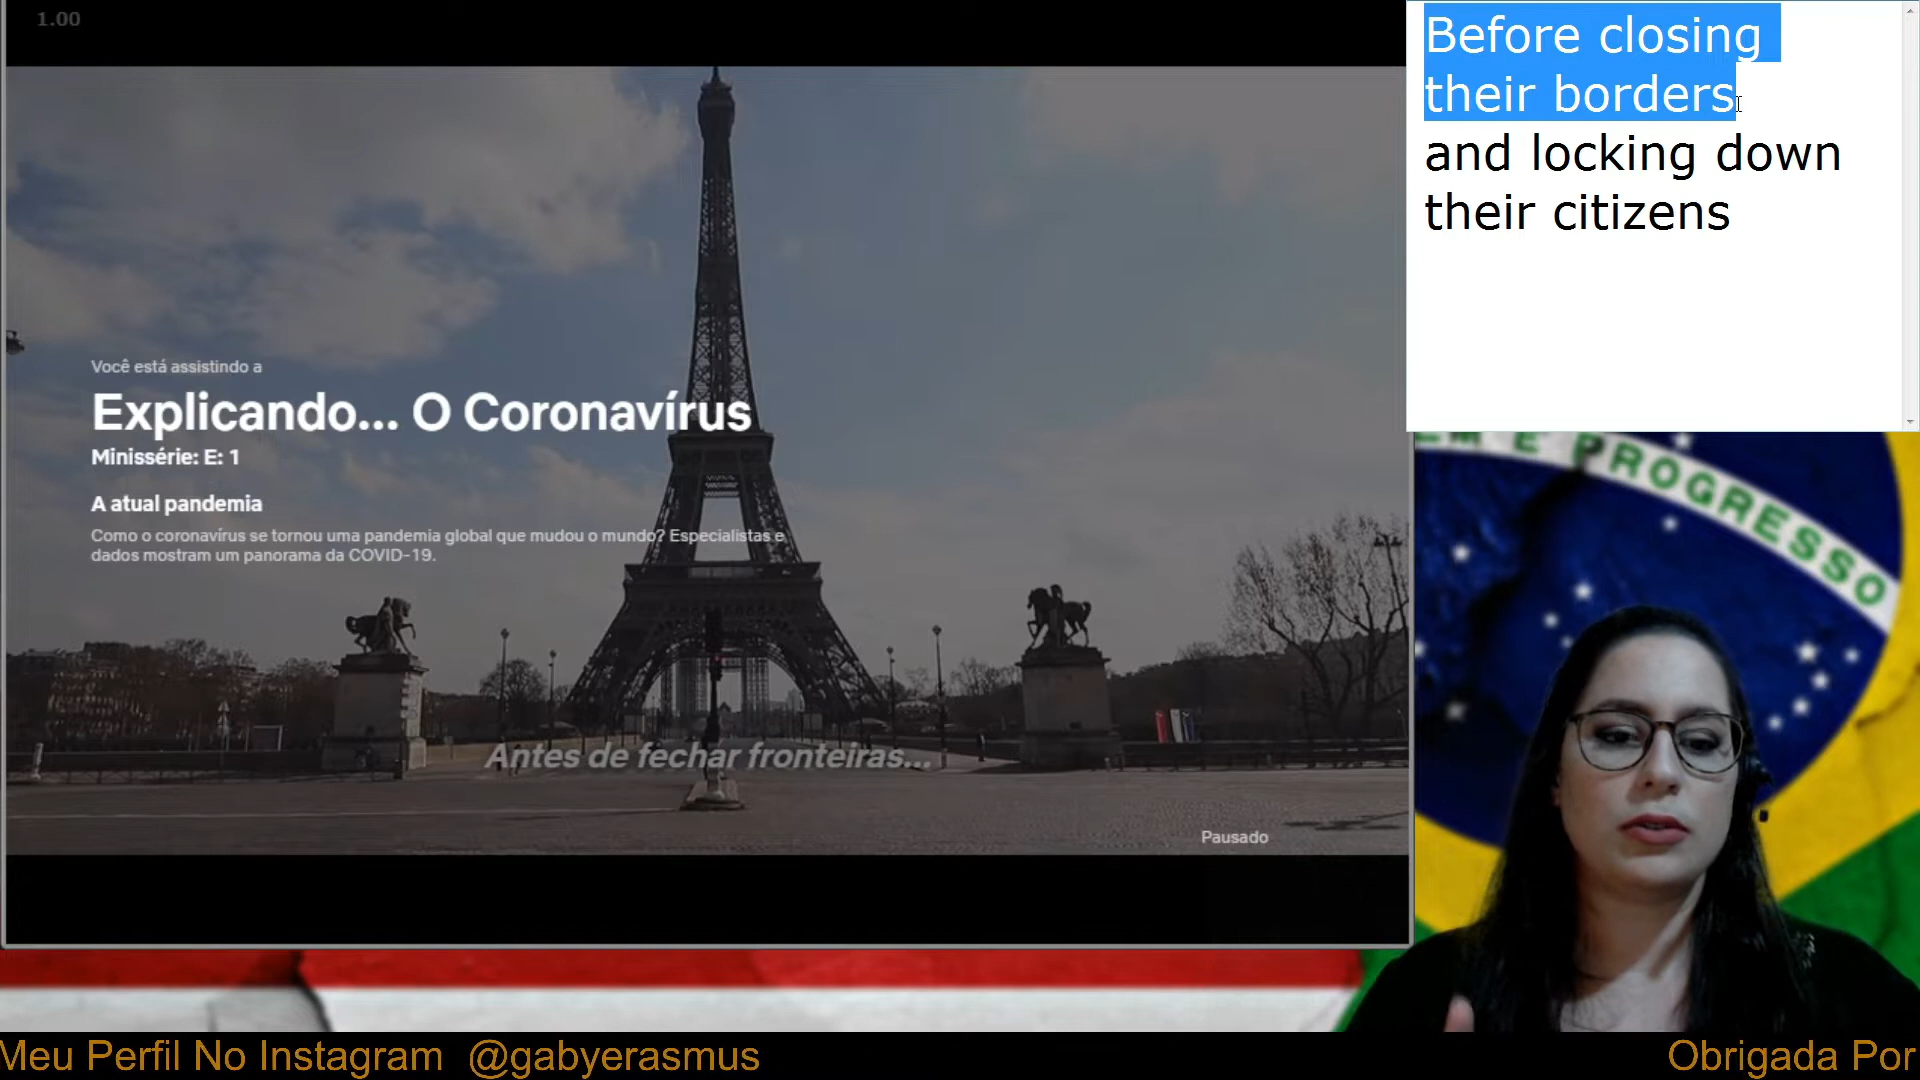 1.00
Before closing
their borders
and locking down
their citizens
Você está assistindo a
Explicando... O Coronavírus
Minissérie: E: 1
A atual pandemia
Como o coronavírus se tornou uma pandemia global que mudou o mundo? Especialistas e
dados mostram um panorama da COVID-19.
Antes de fechar fronteiras...
Pausado
EM E PROGRESSO
Meu Perfil No Instagram @gabyerasmus
Obrigada Por